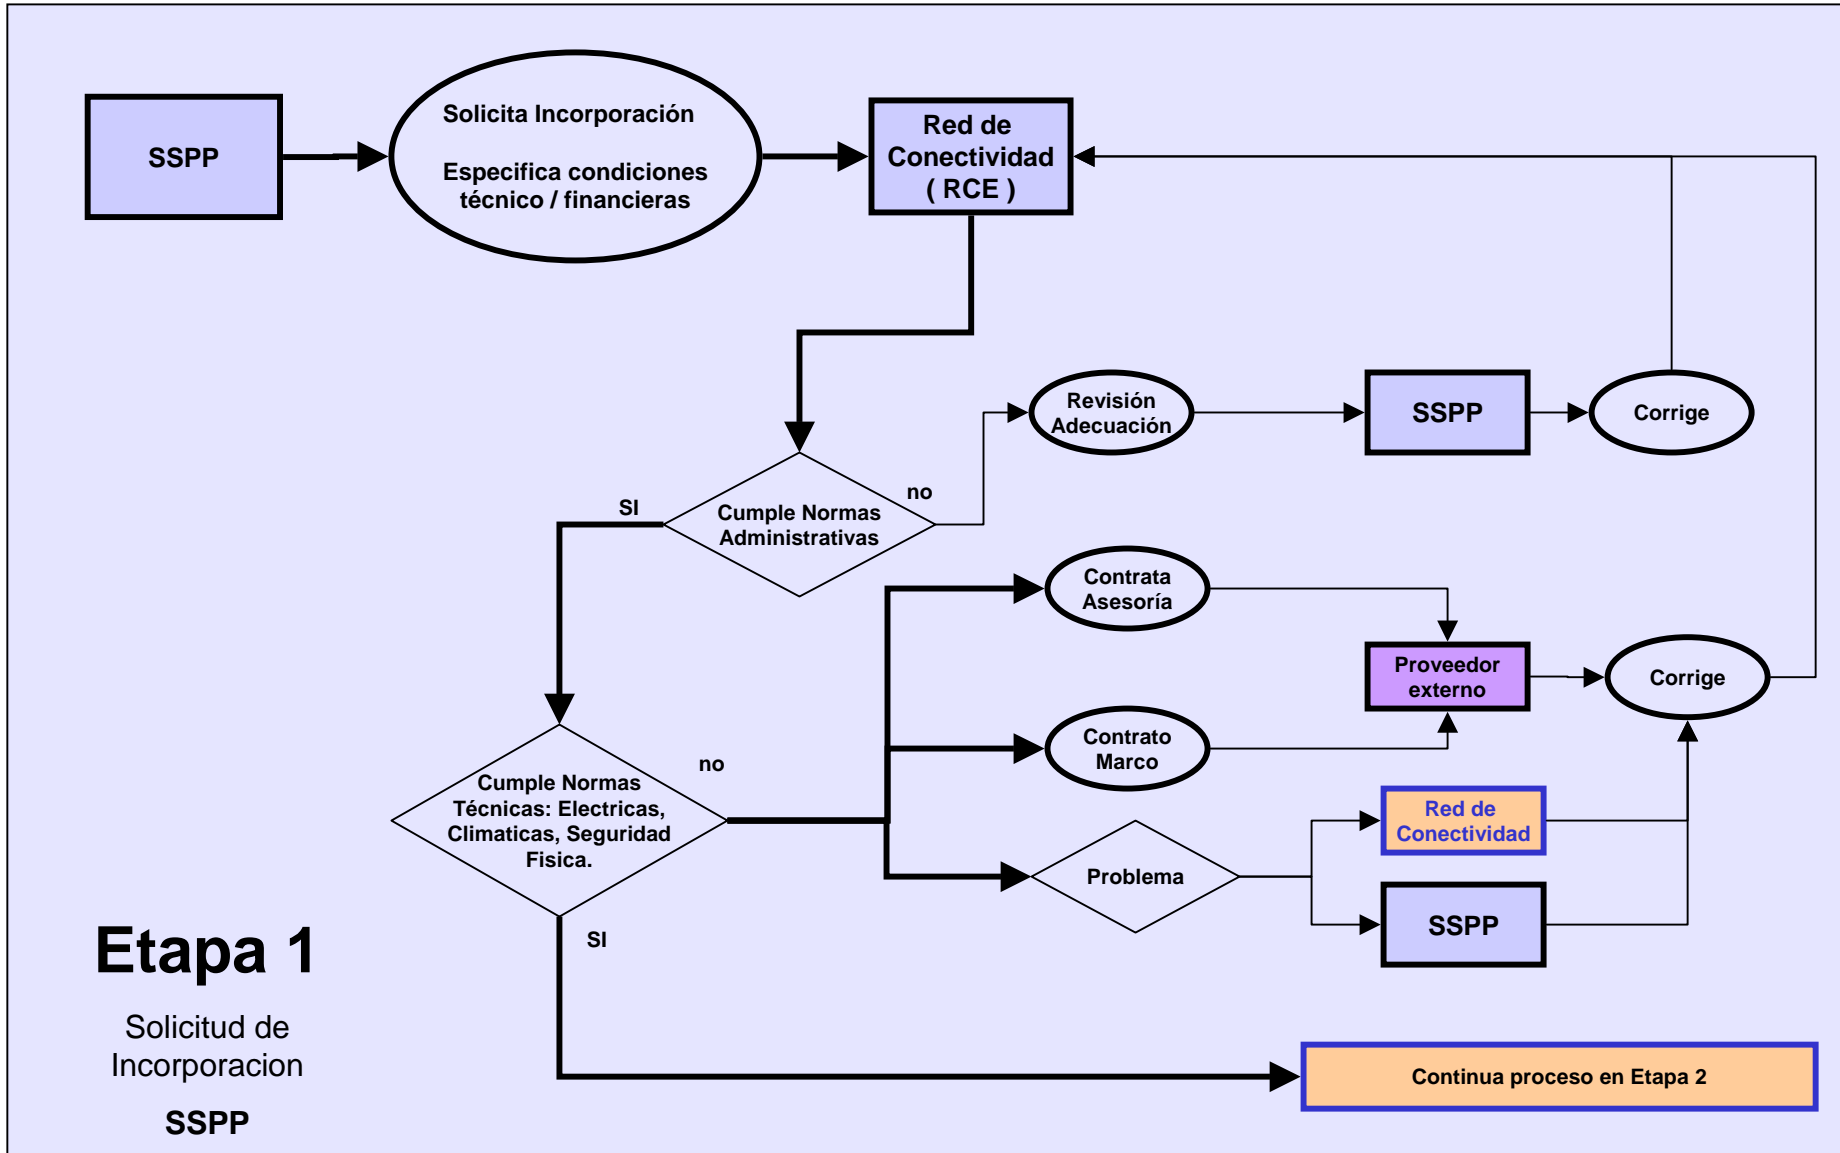 SSPP
Solicita Incorporación
Especifica condiciones
técnico / financieras
Red de
Conectividad
( RCE )
Revisión
Adecuación
SSPP
Corrige
SI
no
Cumple Normas
Administrativas
Contrata
Asesoría
Proveedor
externo
Corrige
Contrato
Marco
no
Cumple Normas
Técnicas: Electricas,
Climaticas, Seguridad
Fisica.
Red de
Conectividad
Problema
SSPP
SI
Etapa 1
Solicitud de
Incorporacion
SSPP
Continua proceso en Etapa 2